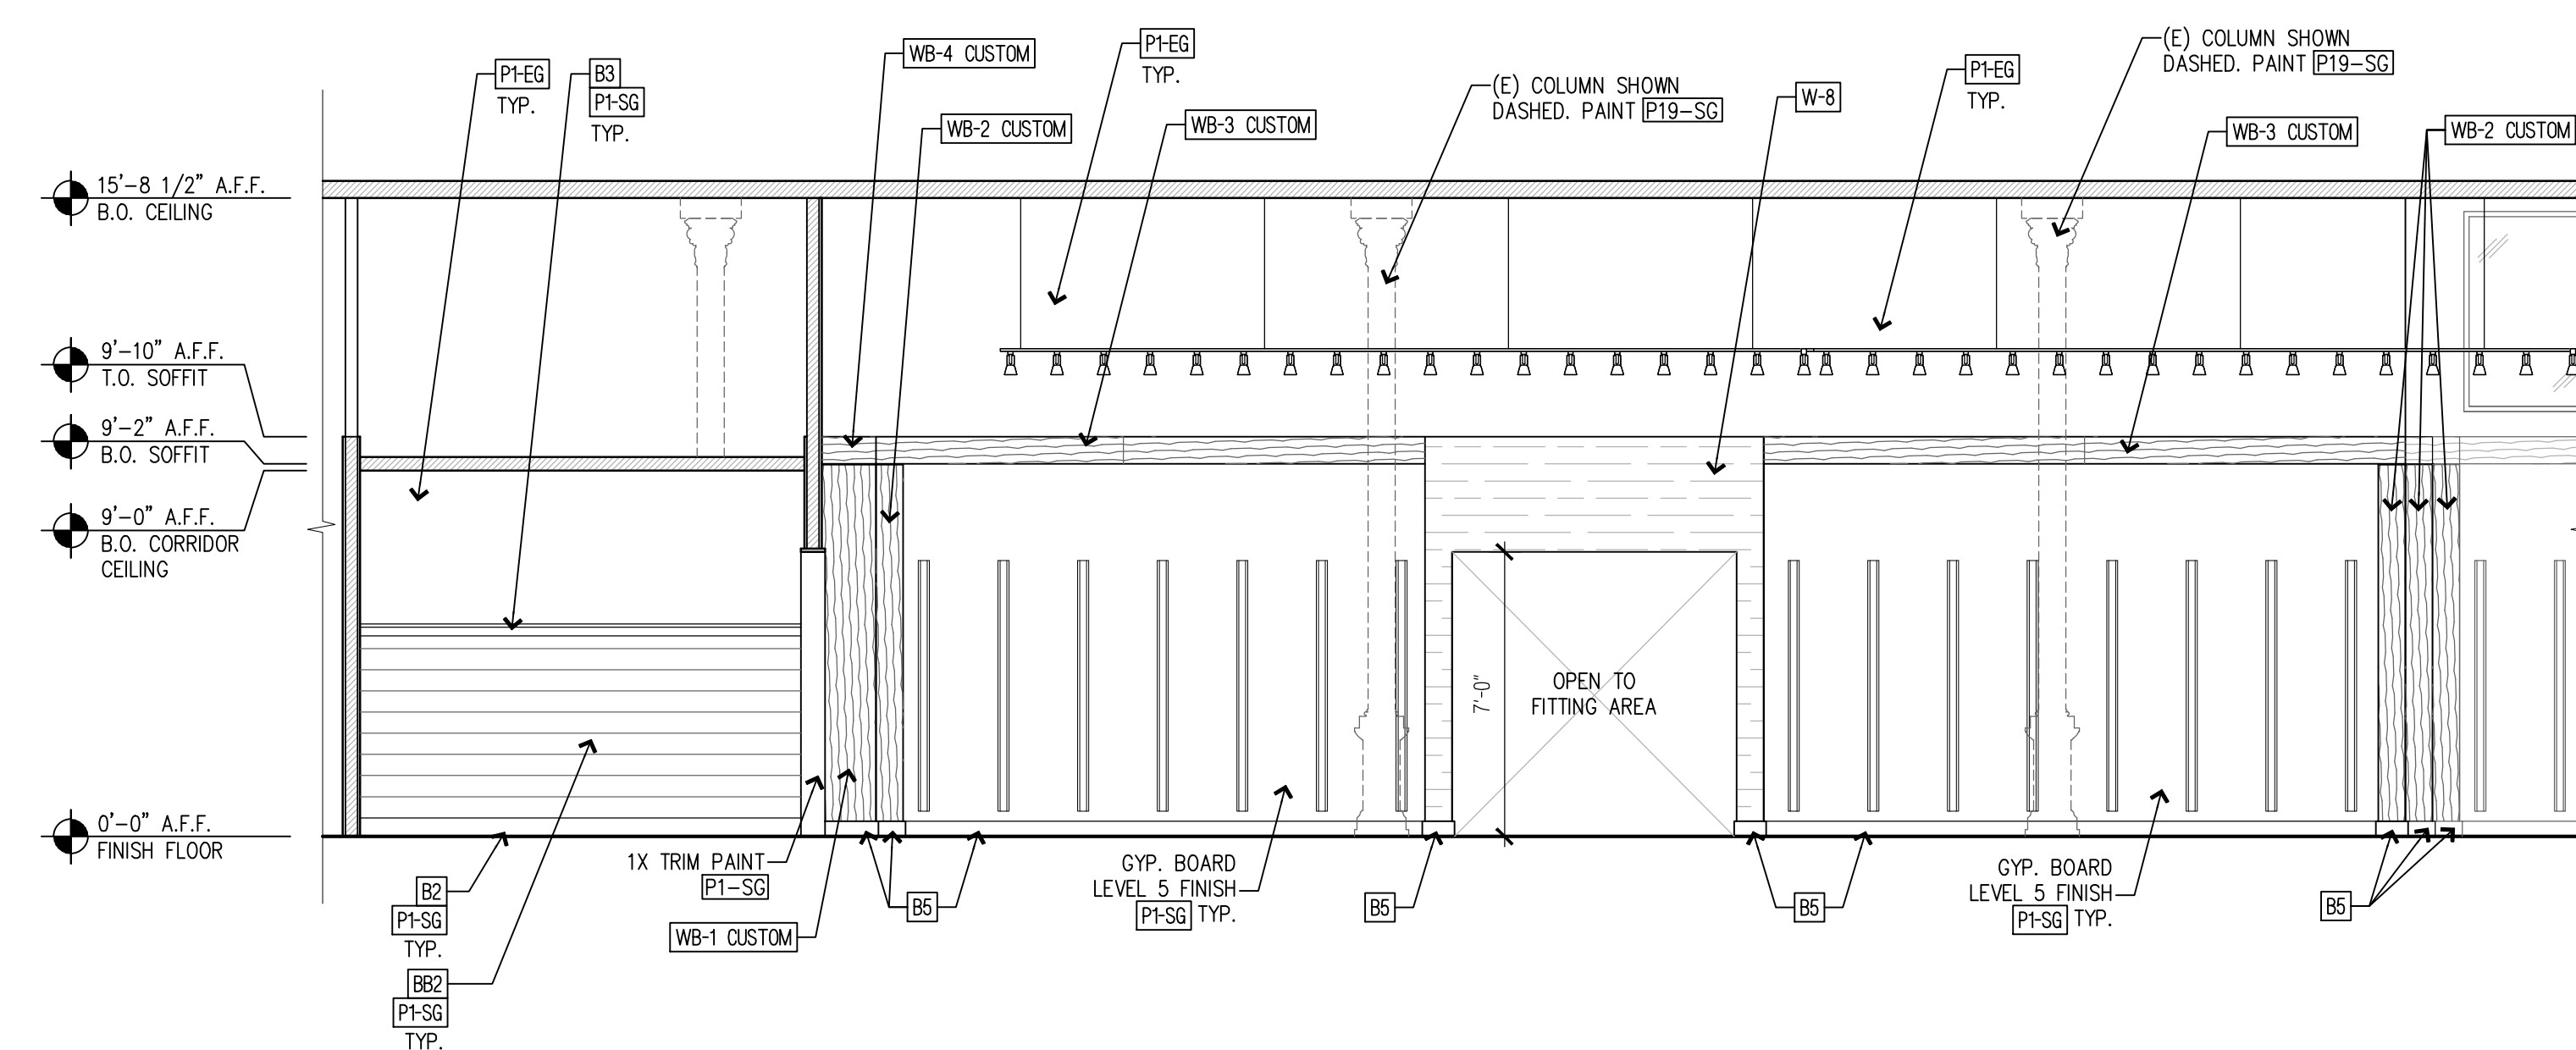 WB-4 CUSTOM
P1-EG
TYP.
(E) COLUMN SHOWN
DASHED. PAINT P19-SG
P1-EG
TYP.
B3
P1-SG
TYP.
(E) COLUMN SHOWN
DASHED. PAINT P19-SG
W-8
P1-EG
TYP.
WB-2 CUSTOM
WB-3 CUSTOM
WB-3 CUSTOM
WB-2 CUSTOM
15'-8 1/2" A.F.F.
B.O. CEILING
9'-10" A.F.F.
T.O. SOFFIT
9'-2" A.F.F.
B.O. SOFFIT
9'-0" A.F.F.
B.O. CORRIDOR
CEILING
7'-0"
OPEN TO
FITTING AREA
0'-0" A.F.F.
FINISH FLOOR
1X TRIM PAINT
P1-SG
B2
P1-SG
TYP.
BB2
P1-SG
TYP.
WB-1 CUSTOM
B5
GYP. BOARD
LEVEL 5 FINISH
P1-SG TYP.
B5
B5
GYP. BOARD
LEVEL 5 FINISH
P1-SG TYP.
B5